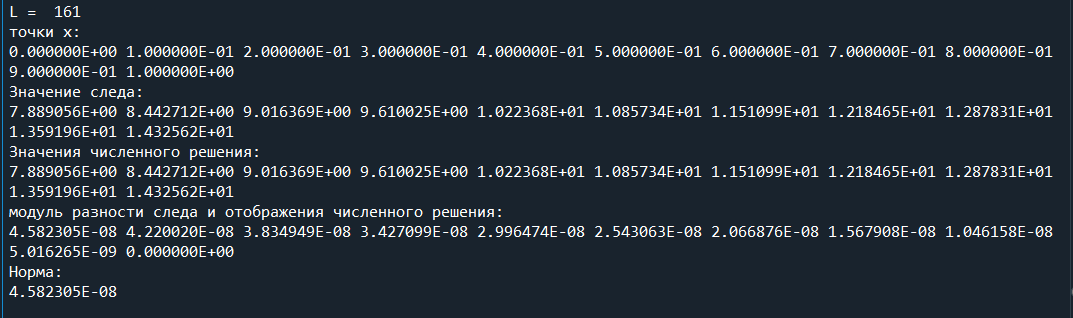 L =  161
точки x:
0.000000E+00 1.000000E-01 2.000000E-01 3.000000E-01 4.000000E-01 5.000000E-01 6.000000E-01 7.000000E-01 8.000000E-01
9.000000E-01 1.000000E+00
Значение следа:
7.889056E+00 8.442712E+00 9.016369E+00 9.610025E+00 1.022368E+01 1.085734E+01 1.151099E+01 1.218465E+01 1.287831E+01
1.359196E+01 1.432562E+01
Значения численного решения:
7.889056E+00 8.442712E+00 9.016369E+00 9.610025E+00 1.022368E+01 1.085734E+01 1.151099E+01 1.218465E+01 1.287831E+01
1.359196E+01 1.432562E+01
модуль разности следа и отображения численного решения:
4.582305E-08 4.220020E-08 3.834949E-08 3.427099E-08 2.996474E-08 2.543063E-08 2.066876E-08 1.567908E-08 1.046158E-08
5.016265E-09 0.000000E+00
Норма:
4.582305E-08